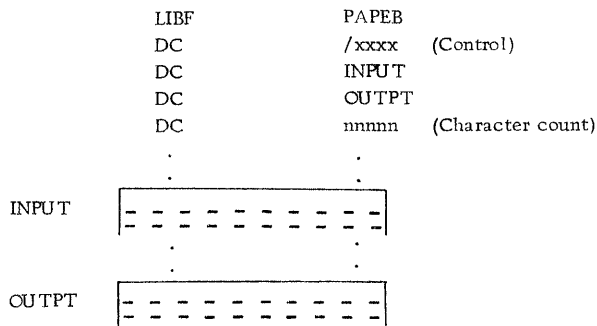 LIBF PAPEB
DC /xxxx (Control)
DC INPUT
DC OUTPT
DC nnnnn (Character count)
INPUT
OUTPT